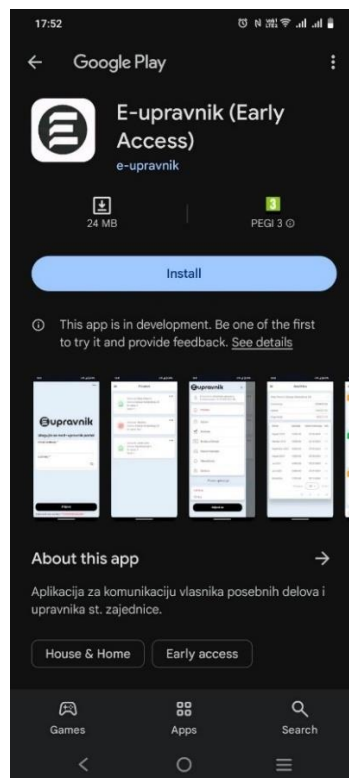 17:52
Google Play
E-upravnik (Early
Access)
e-upravnik
24 MB
3
PEGI 3
Install
This app is in development. Be one of the first
to try it and provide feedback. See details
upravnik
upravnik
About this app
Aplikacija za komunikaciju vlasnika posebnih delova i
upravnika st. zajednice.
House & Home
Early access
Games
Apps
Search